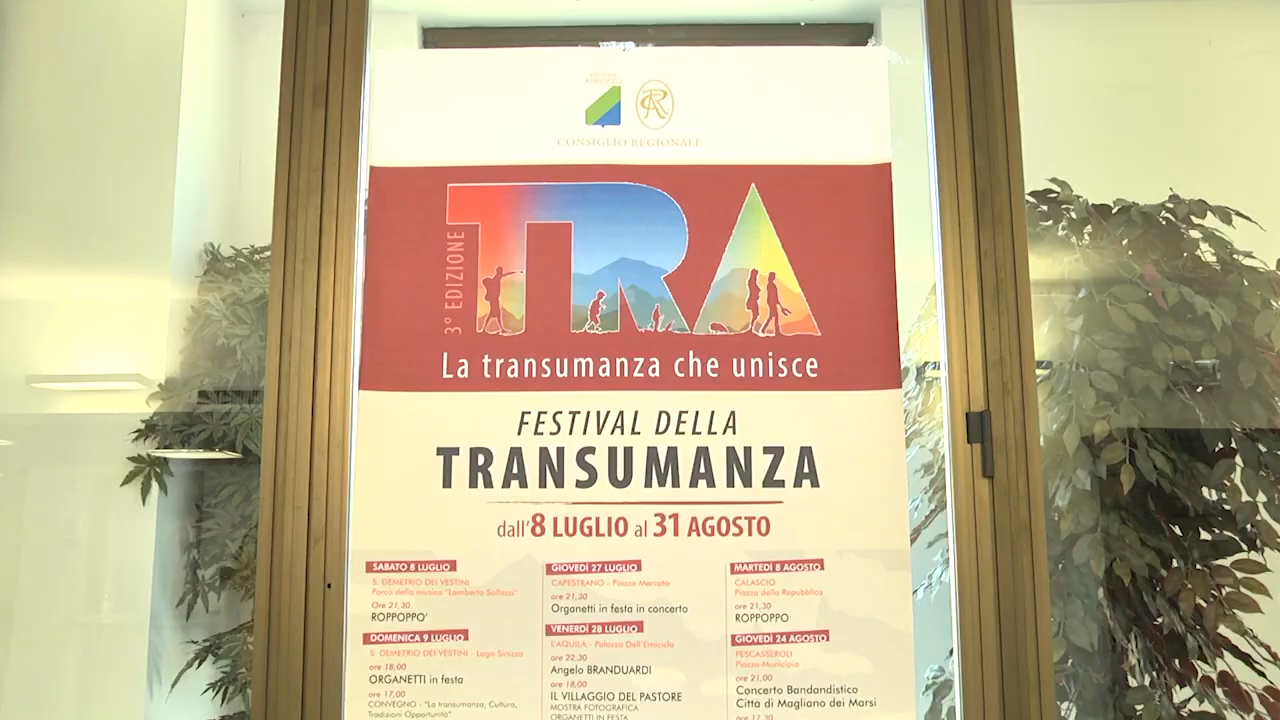 REGIONE
ABRUZZO
CONSIGLIO REGIONALE
3° EDIZIONE
TRA
La transumanza che unisce
FESTIVAL DELLA
TRANSUMANZA
dall'8 LUGLIO al 31 AGOSTO
SABATO 8 LUGLIO
S. DEMETRIO DEI VESTINI
Parco della musica "Lamberto Sollazzi"
Ore 21,30
ROPPOPPO'
DOMENICA 9 LUGLIO
S. DEMETRIO DEI VESTINI - Lago Sinizzo
ore 18,00
ORGANETTI in festa
ore 17,00
CONVEGNO - "La transumanza, Cultura,
Tradizioni Opportunità"
GIOVEDÌ 27 LUGLIO
CAPESTRANO - Piazza Mercato
ore 21,30
Organetti in festa in concerto
VENERDÌ 28 LUGLIO
L'AQUILA - Palazzo Dell'Emiciclo
ore 22,30
Angelo BRANDUARDI
ore 18,00
IL VILLAGGIO DEL PASTORE
MOSTRA FOTOGRAFICA
ORGANETTI IN FESTA
MARTEDÌ 8 AGOSTO
CALASCIO
Piazza della Repubblica
ore 21,30
ROPPOPPO'
GIOVEDÌ 24 AGOSTO
PESCASSEROLI
Piazza Municipio
ore 21,00
Concerto Bandandistico
Città di Magliano dei Marsi
ore 17,30